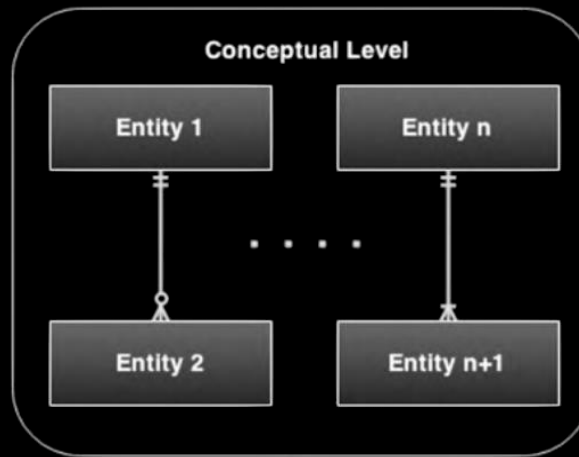 Conceptual Level
Entity 1
Entity n
. . . .
Entity 2
Entity n+1